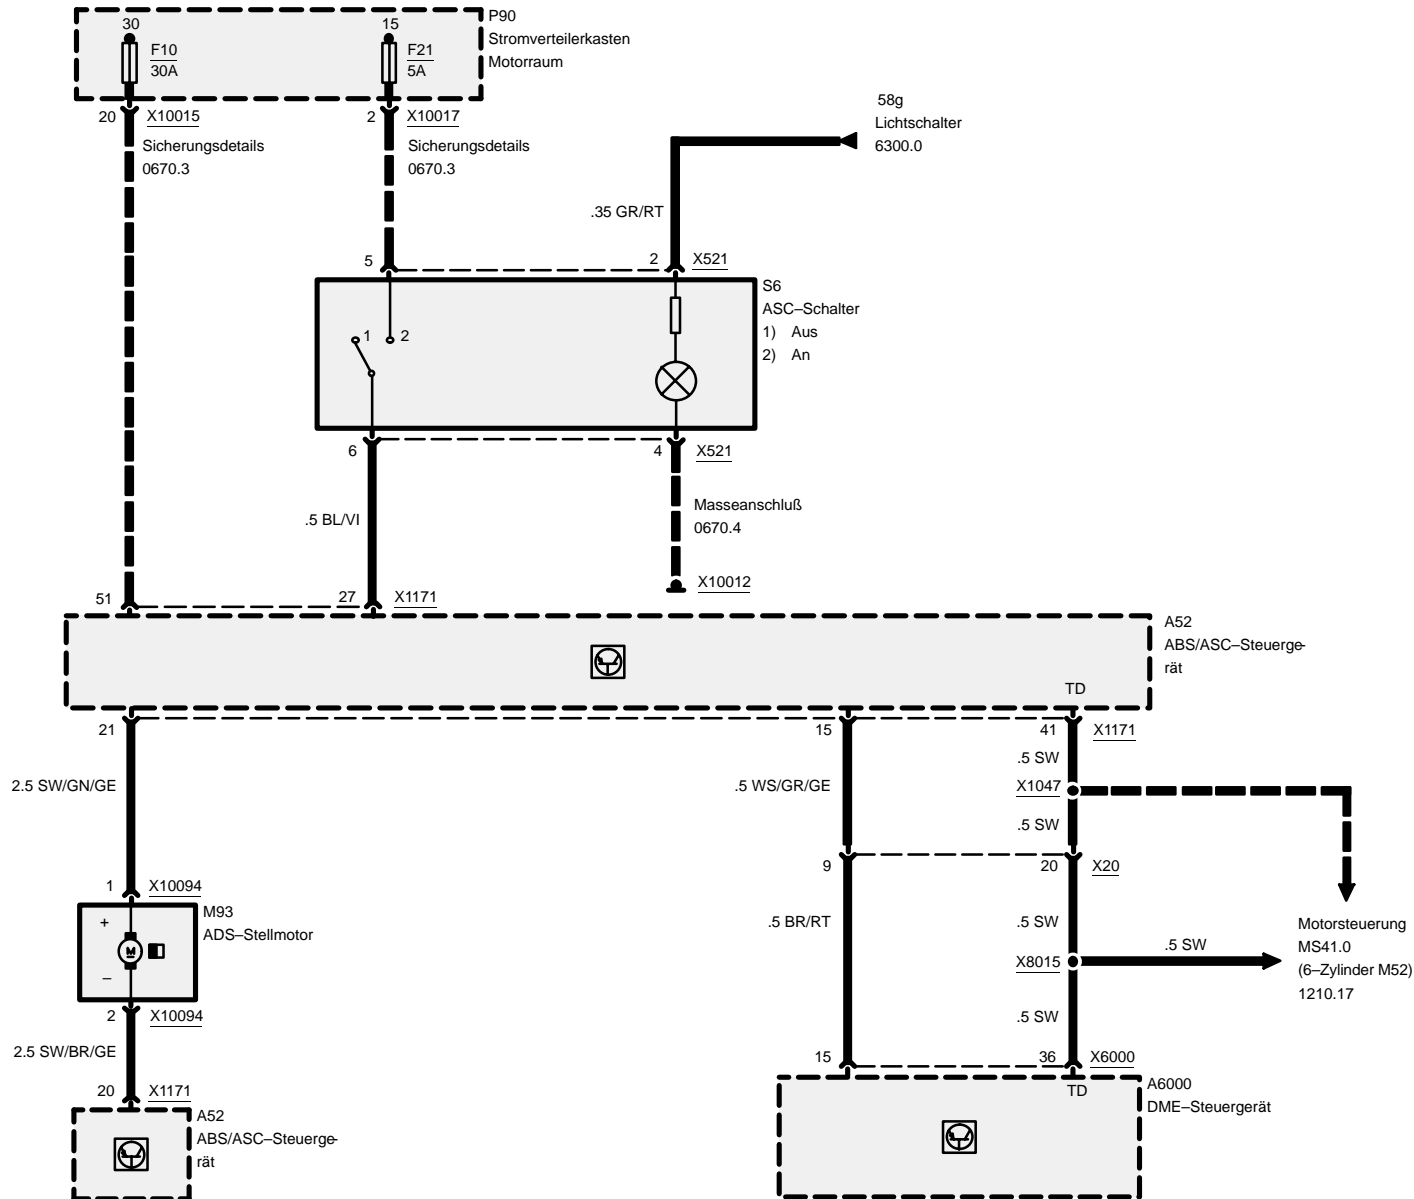 P90
Stromverteilerkasten
Motorraum
30
15
F10
30A
F21
5A
20
X10015
2
X10017
Sicherungsdetails
0670.3
Sicherungsdetails
0670.3
58g
Lichtschalter
6300.0
.35 GR/RT
5
2
X521
S6
ASC–Schalter
1) Aus
2) An
1
2
6
4
X521
.5 BL/VI
Masseanschluß
0670.4
X10012
51
27
X1171
A52
ABS/ASC–Steuerge-
rät
TD
21
15
41
X1171
2.5 SW/GN/GE
.5 WS/GR/GE
.5 SW
X1047
.5 SW
9
20
X20
1
X10094
M93
ADS–Stellmotor
+
M
–
.5 BR/RT
.5 SW
X8015
.5 SW
Motorsteuerung
MS41.0
(6–Zylinder M52)
1210.17
2
X10094
.5 SW
2.5 SW/BR/GE
15
36
X6000
20
X1171
TD
A6000
DME–Steuergerät
A52
ABS/ASC–Steuerge-
rät